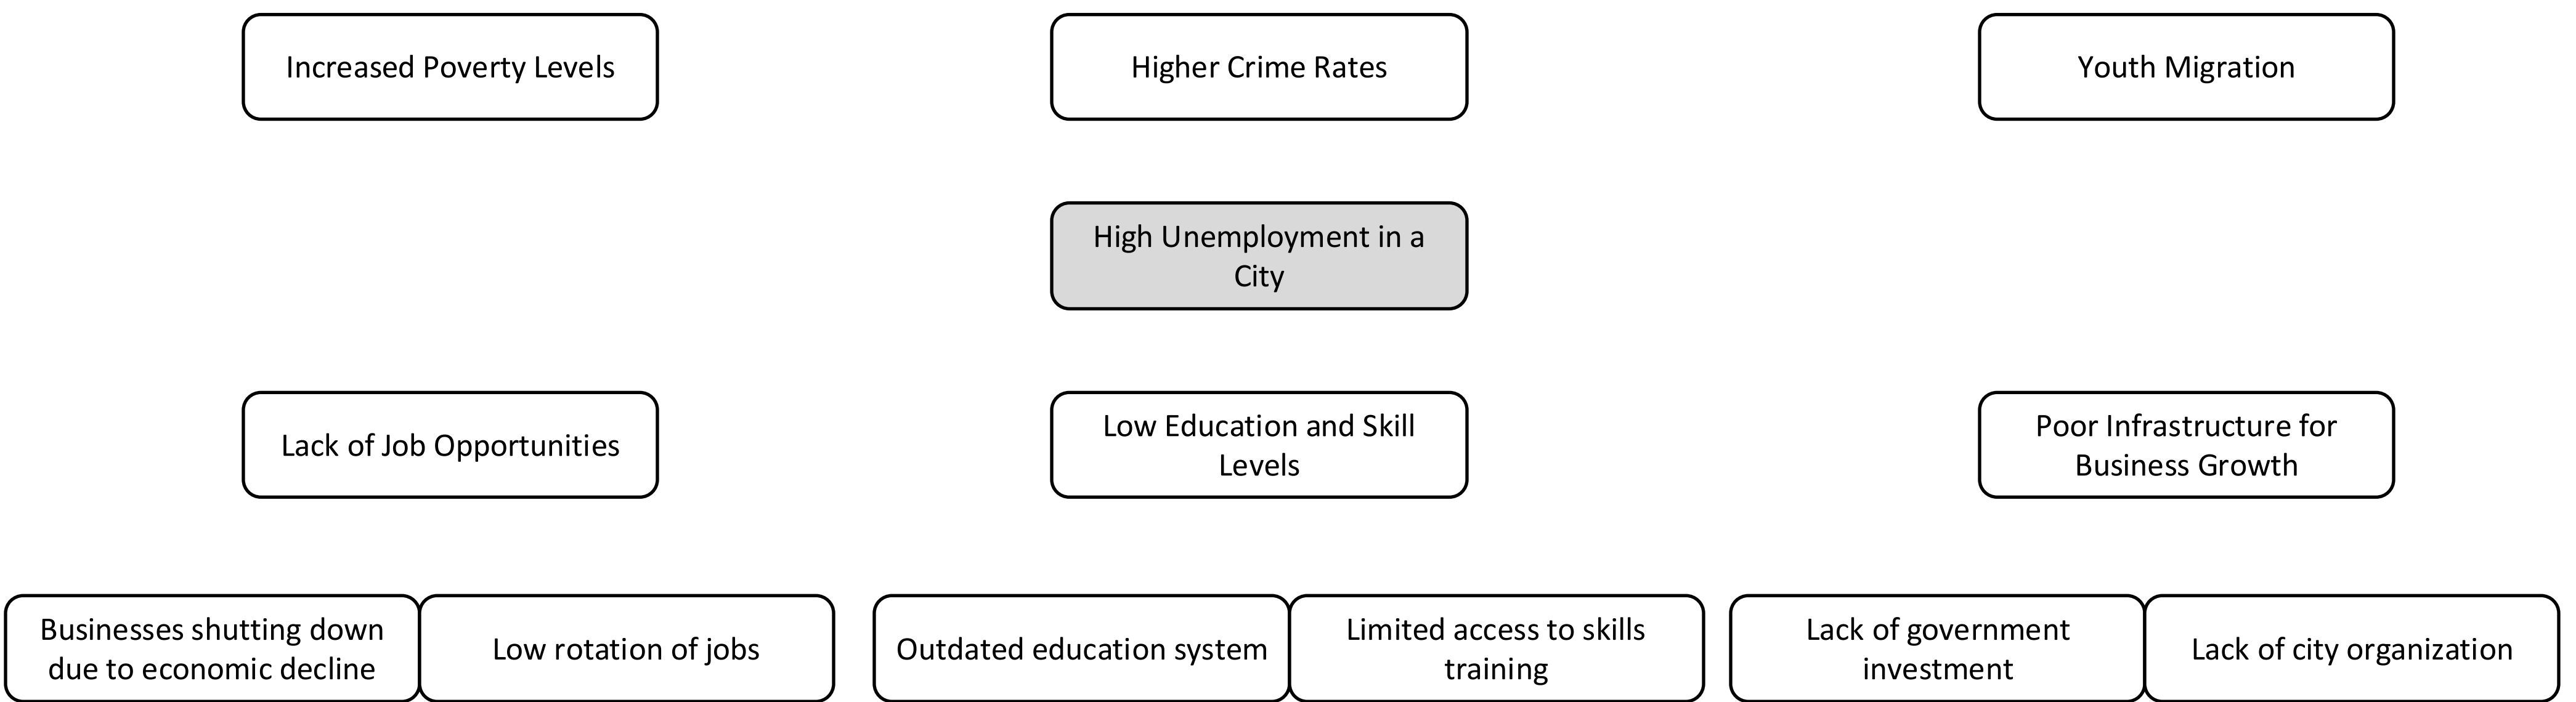 Increased Poverty Levels
Higher Crime Rates
Youth Migration
High Unemployment in a
City
Lack of Job Opportunities
Low Education and Skill
Levels
Poor Infrastructure for
Business Growth
Businesses shutting down
due to economic decline
Low rotation of jobs
Outdated education system
Limited access to skills
training
Lack of government
investment
Lack of city organization